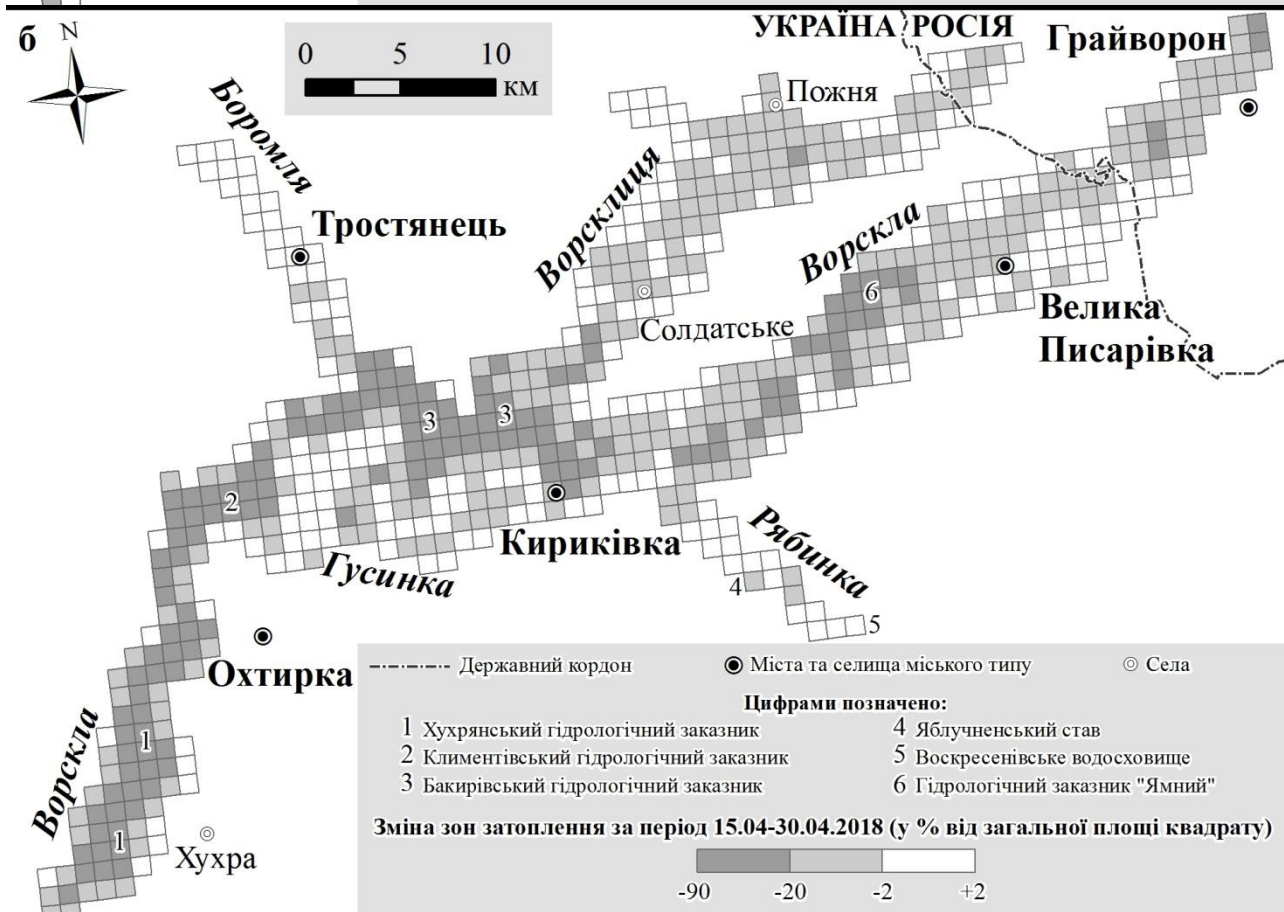 б
N
0 5 10
км
УКРАЇНА РОСІЯ
Грайворон
Пожня
Боромля
Тростянець
Ворсклиця
Ворскла
6
Солдатське
Велика
Писарівка
3
3
2
Кириківка
Гусинка
Рябинка
4
5
Охтирка
Ворскла
1
1
Хухра
Державний кордон
Міста та селища міського типу
Села
Цифрами позначено:
1 Хухрянський гідрологічний заказник
4 Яблучненський став
2 Климентівський гідрологічний заказник
5 Воскресенівське водосховище
3 Бакирівський гідрологічний заказник
6 Гідрологічний заказник "Ямний"
Зміна зон затоплення за період 15.04-30.04.2018 (у % від загальної площі квадрату)
-90 -20 -2 +2